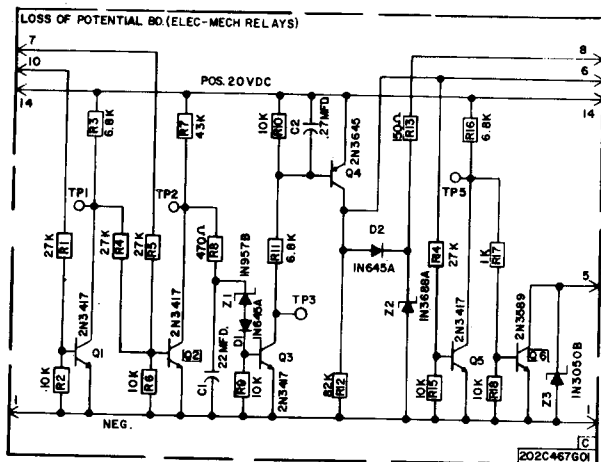 LOSS OF POTENTIAL BD.(ELEC-MECH RELAYS)
7
10
14
POS. 20VDC
8
6
14
R3
6.8K
R7
43K
10K
R10
C2
.27MFD.
2N3645
Q4
150Ω
R13
R16
6.8K
TP1
TP2
TP5
27K
R1
27K
R4
27K
R5
470Ω
R8
IN957B
Z1
IN645A
D1
R11
6.8K
TP3
D2
IN645A
Z2
IN3688A
R14
27K
1K
R17
2N3417
Q1
2N3417
Q2
22MFD.
C1
Q3
2N3417
2N3417
Q5
2N3589
Q6
5
Z3
IN3050B
10K
R2
10K
R6
R9
10K
82K
R12
10K
R15
10K
R18
1
NEG.
1
C
202C467G01